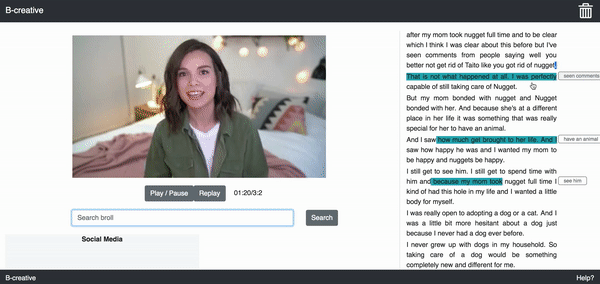 B-creative
Play / Pause
Replay
01:20/3:2
Search broll
Search
Social Media
after my mom took nugget full time and to be clear
which I think I was clear about this before but I've
seen comments from people saying well you
better not get rid of Taito like you got rid of nugget.
That is not what happened at all. I was perfectly
seen comments
capable of still taking care of Nugget.
But my mom bonded with nugget and Nugget
bonded with her. And because she's at a different
place in her life it was something that was really
special for her to have an animal.
And I saw how much get brought to her life. And I
have an animal
saw how happy he was and I wanted my mom to
be happy and nuggets be happy.
I still get to see him. I still get to spend time with
him and because my mom took nugget full time I
see him
kind of had this hole in my life and I wanted a little
body for myself.
I was really open to adopting a dog or a cat. And I
was a little bit more hesitant about a dog just
because I never had a dog ever before.
I never grew up with dogs in my household. So
taking care of a dog would be something
completely new and different for me.
B-creative
Help?